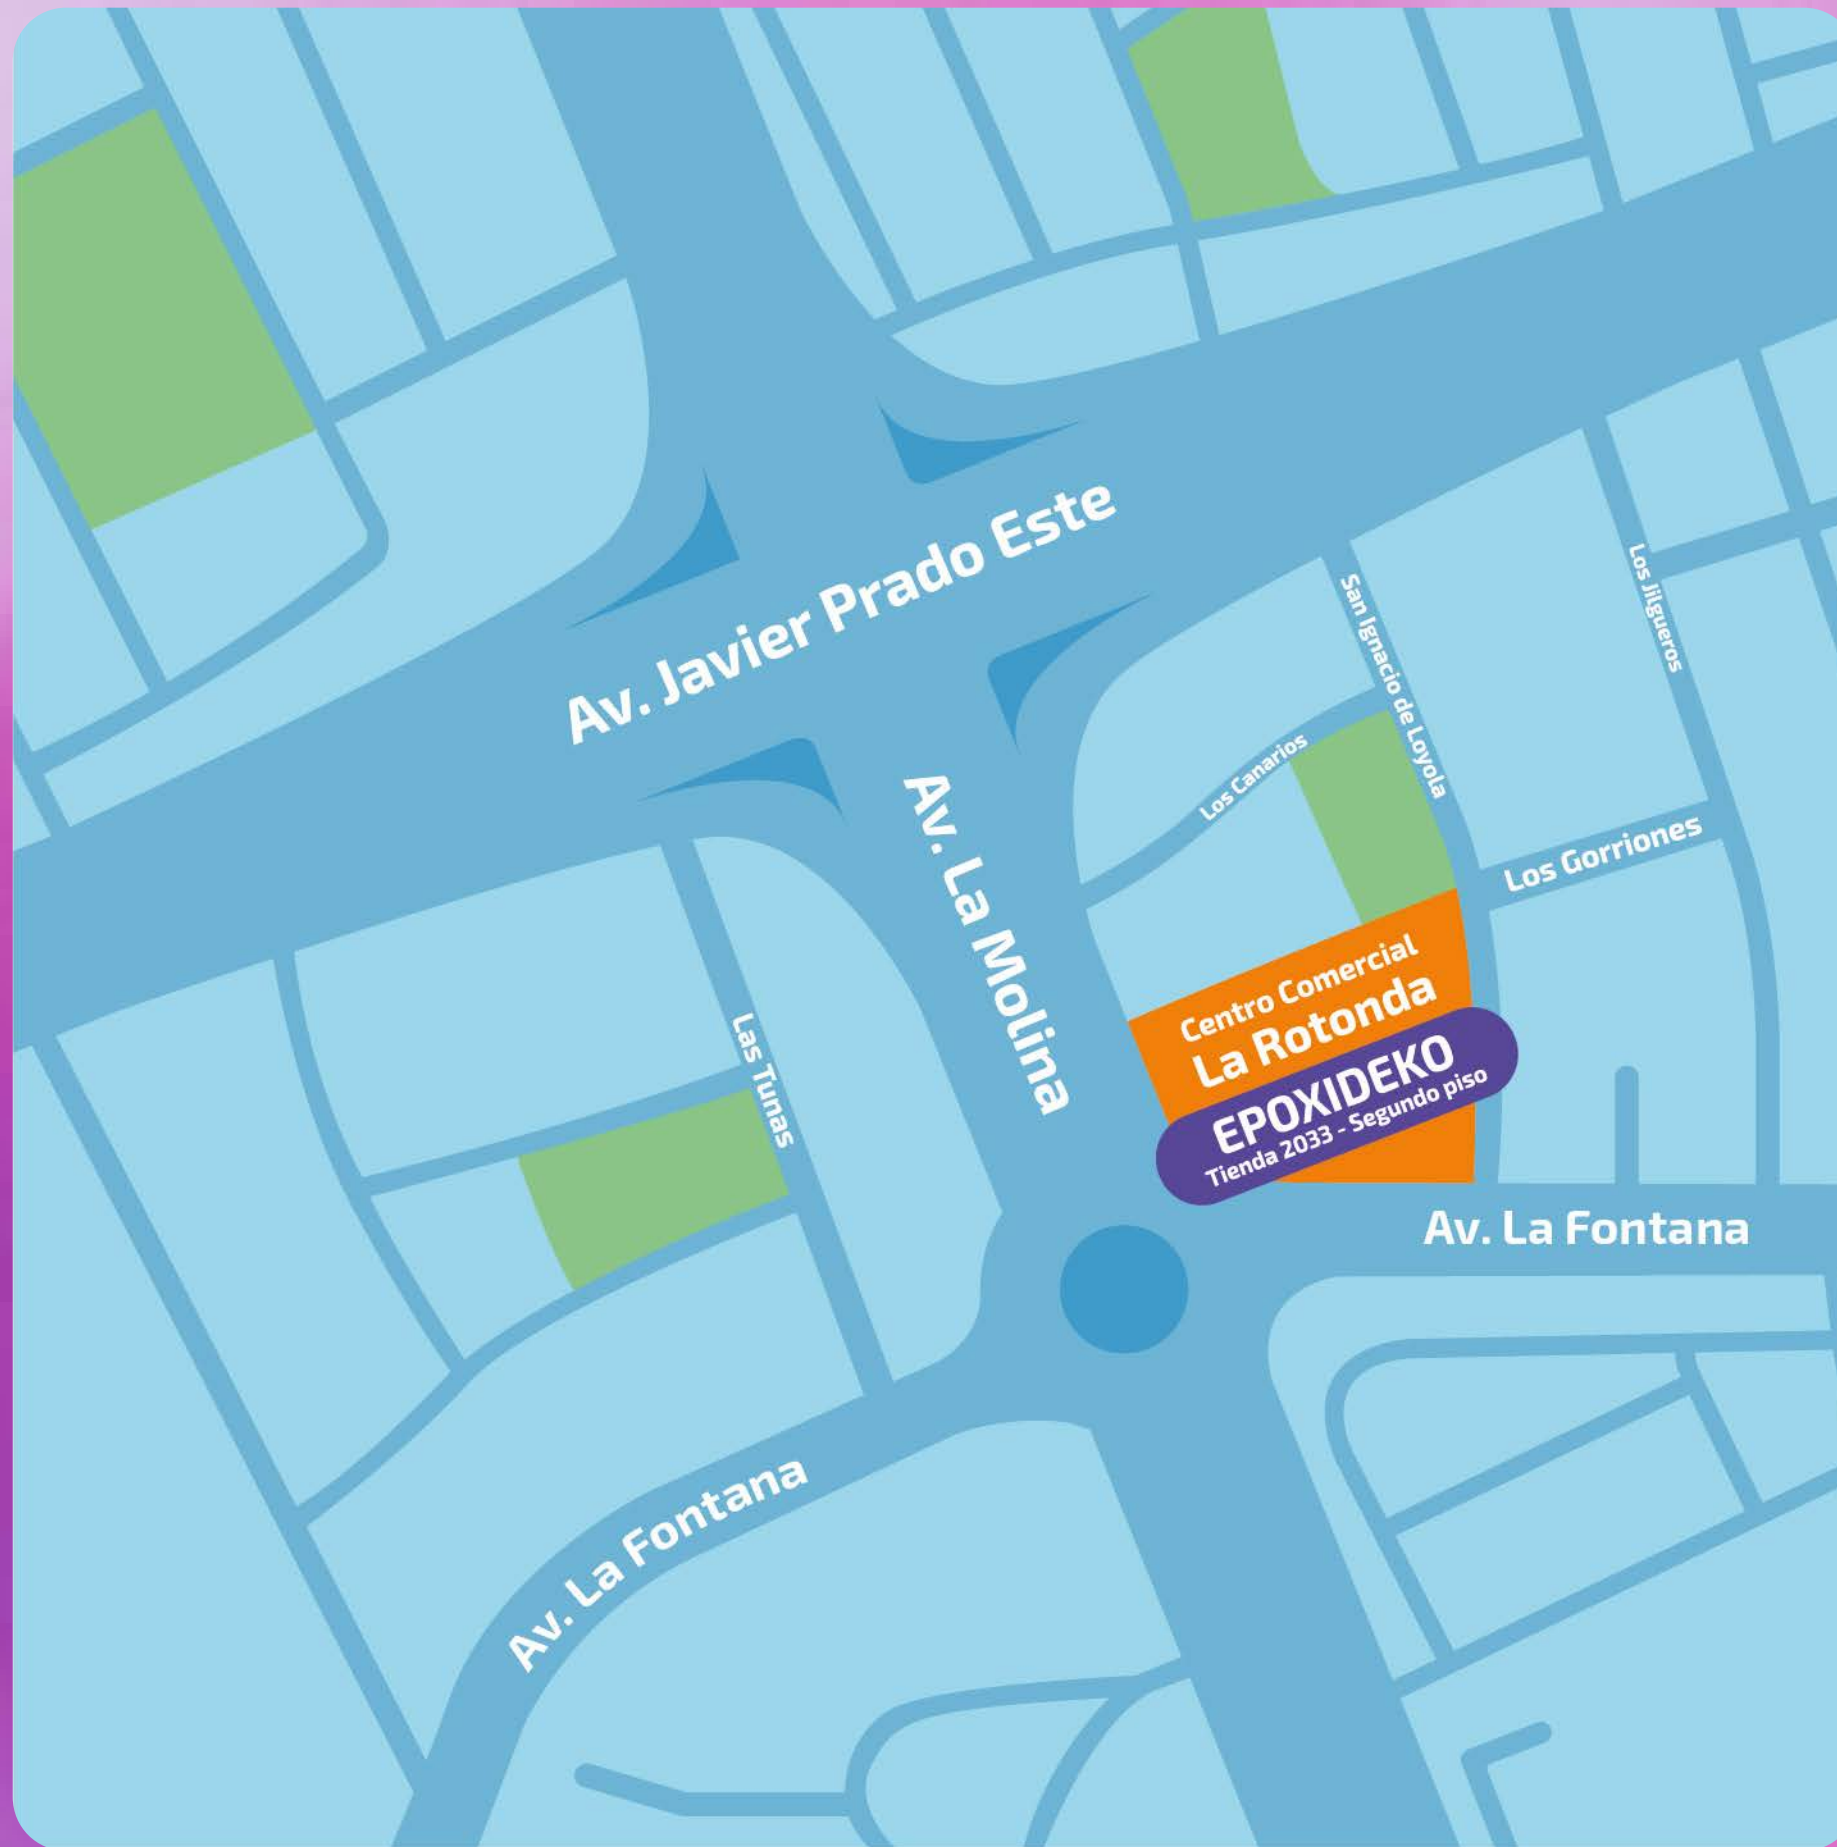 Av. Javier Prado Este
San Ignacio de Loyola
Los Jilgueros
Los Canarios
Av. La Molina
Los Gorriones
Centro Comercial
La Rotonda
EPOXIDEKO
Tienda 2033 - Segundo piso
Las Tunas
Av. La Fontana
Av. La Fontana